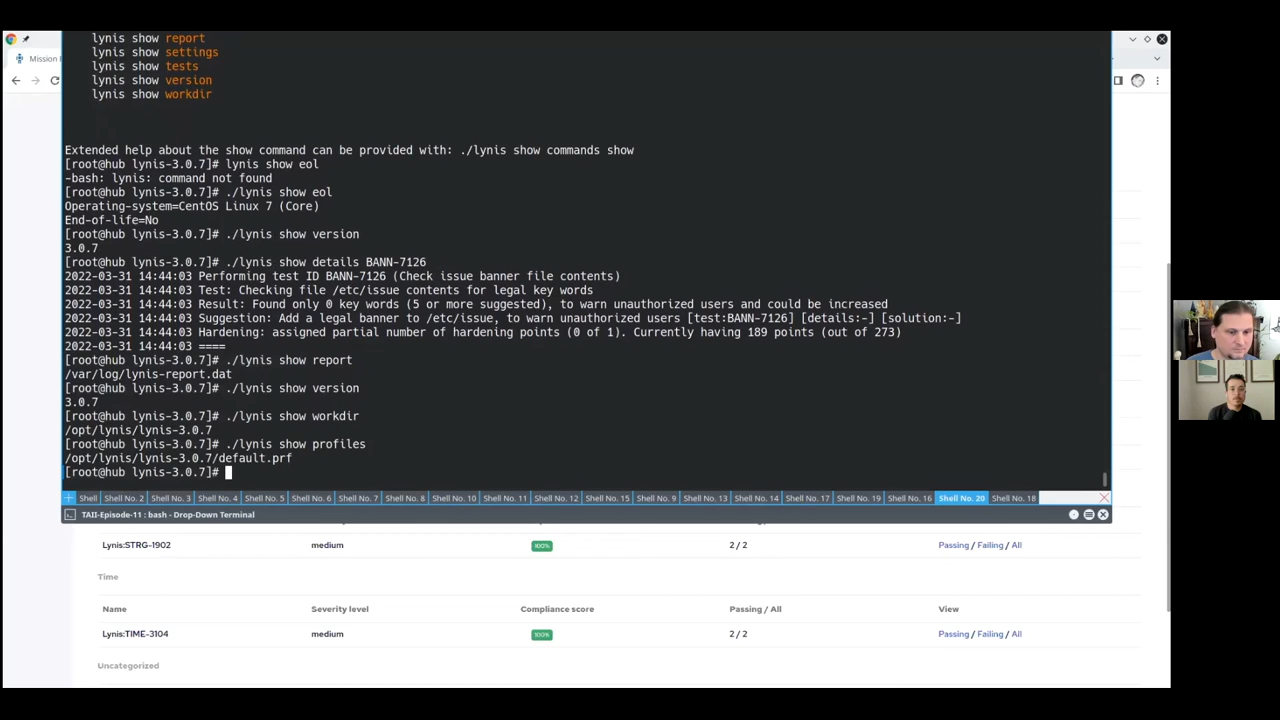 lynis show report
lynis show settings
lynis show tests
lynis show version
lynis show workdir
Mission
Extended help about the show command can be provided with: ./lynis show commands show
[root@hub lynis-3.0.7]# lynis show eol
-bash: lynis: command not found
[root@hub lynis-3.0.7]# ./lynis show eol
Operating-system=CentOS Linux 7 (Core)
End-of-life=No
[root@hub lynis-3.0.7]# ./lynis show version
3.0.7
[root@hub lynis-3.0.7]# ./lynis show details BANN-7126
2022-03-31 14:44:03 Performing test ID BANN-7126 (Check issue banner file contents)
2022-03-31 14:44:03 Test: Checking file /etc/issue contents for legal key words
2022-03-31 14:44:03 Result: Found only 0 key words (5 or more suggested), to warn unauthorized users and could be increased
2022-03-31 14:44:03 Suggestion: Add a legal banner to /etc/issue, to warn unauthorized users [test:BANN-7126] [details:-] [solution:-]
2022-03-31 14:44:03 Hardening: assigned partial number of hardening points (0 of 1). Currently having 189 points (out of 273)
2022-03-31 14:44:03 ====
[root@hub lynis-3.0.7]# ./lynis show report
/var/log/lynis-report.dat
[root@hub lynis-3.0.7]# ./lynis show version
3.0.7
[root@hub lynis-3.0.7]# ./lynis show workdir
/opt/lynis/lynis-3.0.7
[root@hub lynis-3.0.7]# ./lynis show profiles
/opt/lynis/lynis-3.0.7/default.prf
[root@hub lynis-3.0.7]#
Shell Shell No. 2 Shell No. 3 Shell No. 4 Shell No. 5 Shell No. 6 Shell No. 7 Shell No. 8 Shell No. 10 Shell No. 11 Shell No. 12 Shell No. 15 Shell No. 9 Shell No. 13 Shell No. 14 Shell No. 17 Shell No. 19 Shell No. 16 Shell No. 20 Shell No. 18
TAII-Episode-11 : bash - Drop-Down Terminal
Lynis:STRG-1902 medium 100% 2 / 2 Passing / Failing / All
Time
Name Severity level Compliance score Passing / All View
Lynis:TIME-3104 medium 100% 2 / 2 Passing / Failing / All
Uncategorized